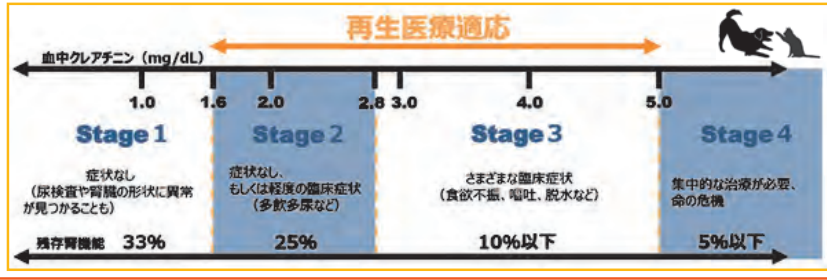 再生医療適応
血中クレアチニン（mg/dL）
1.0 1.6 2.0 2.8 3.0 4.0 5.0
Stage 1 Stage 2 Stage 3 Stage 4
症状なし
（尿検査や腎臓の形状に異常
が見つかることも）
症状なし、
もしくは軽度の臨床症状
（多飲多尿など）
さまざまな臨床症状
（食欲不振、嘔吐、脱水など）
集中的な治療が必要、
命の危機
残存腎機能 33% 25% 10%以下 5%以下